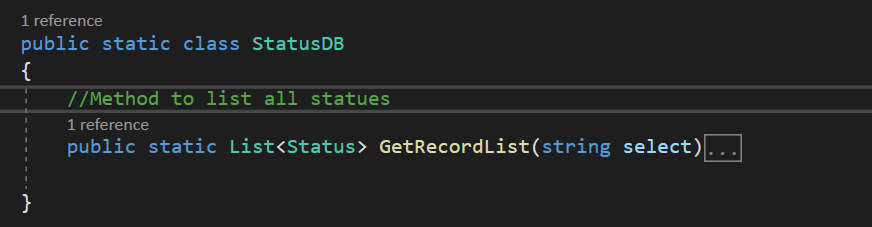 1 reference
public static class StatusDB
{
//Method to list all statues
1 reference
public static List<Status> GetRecordList(string select)...
}